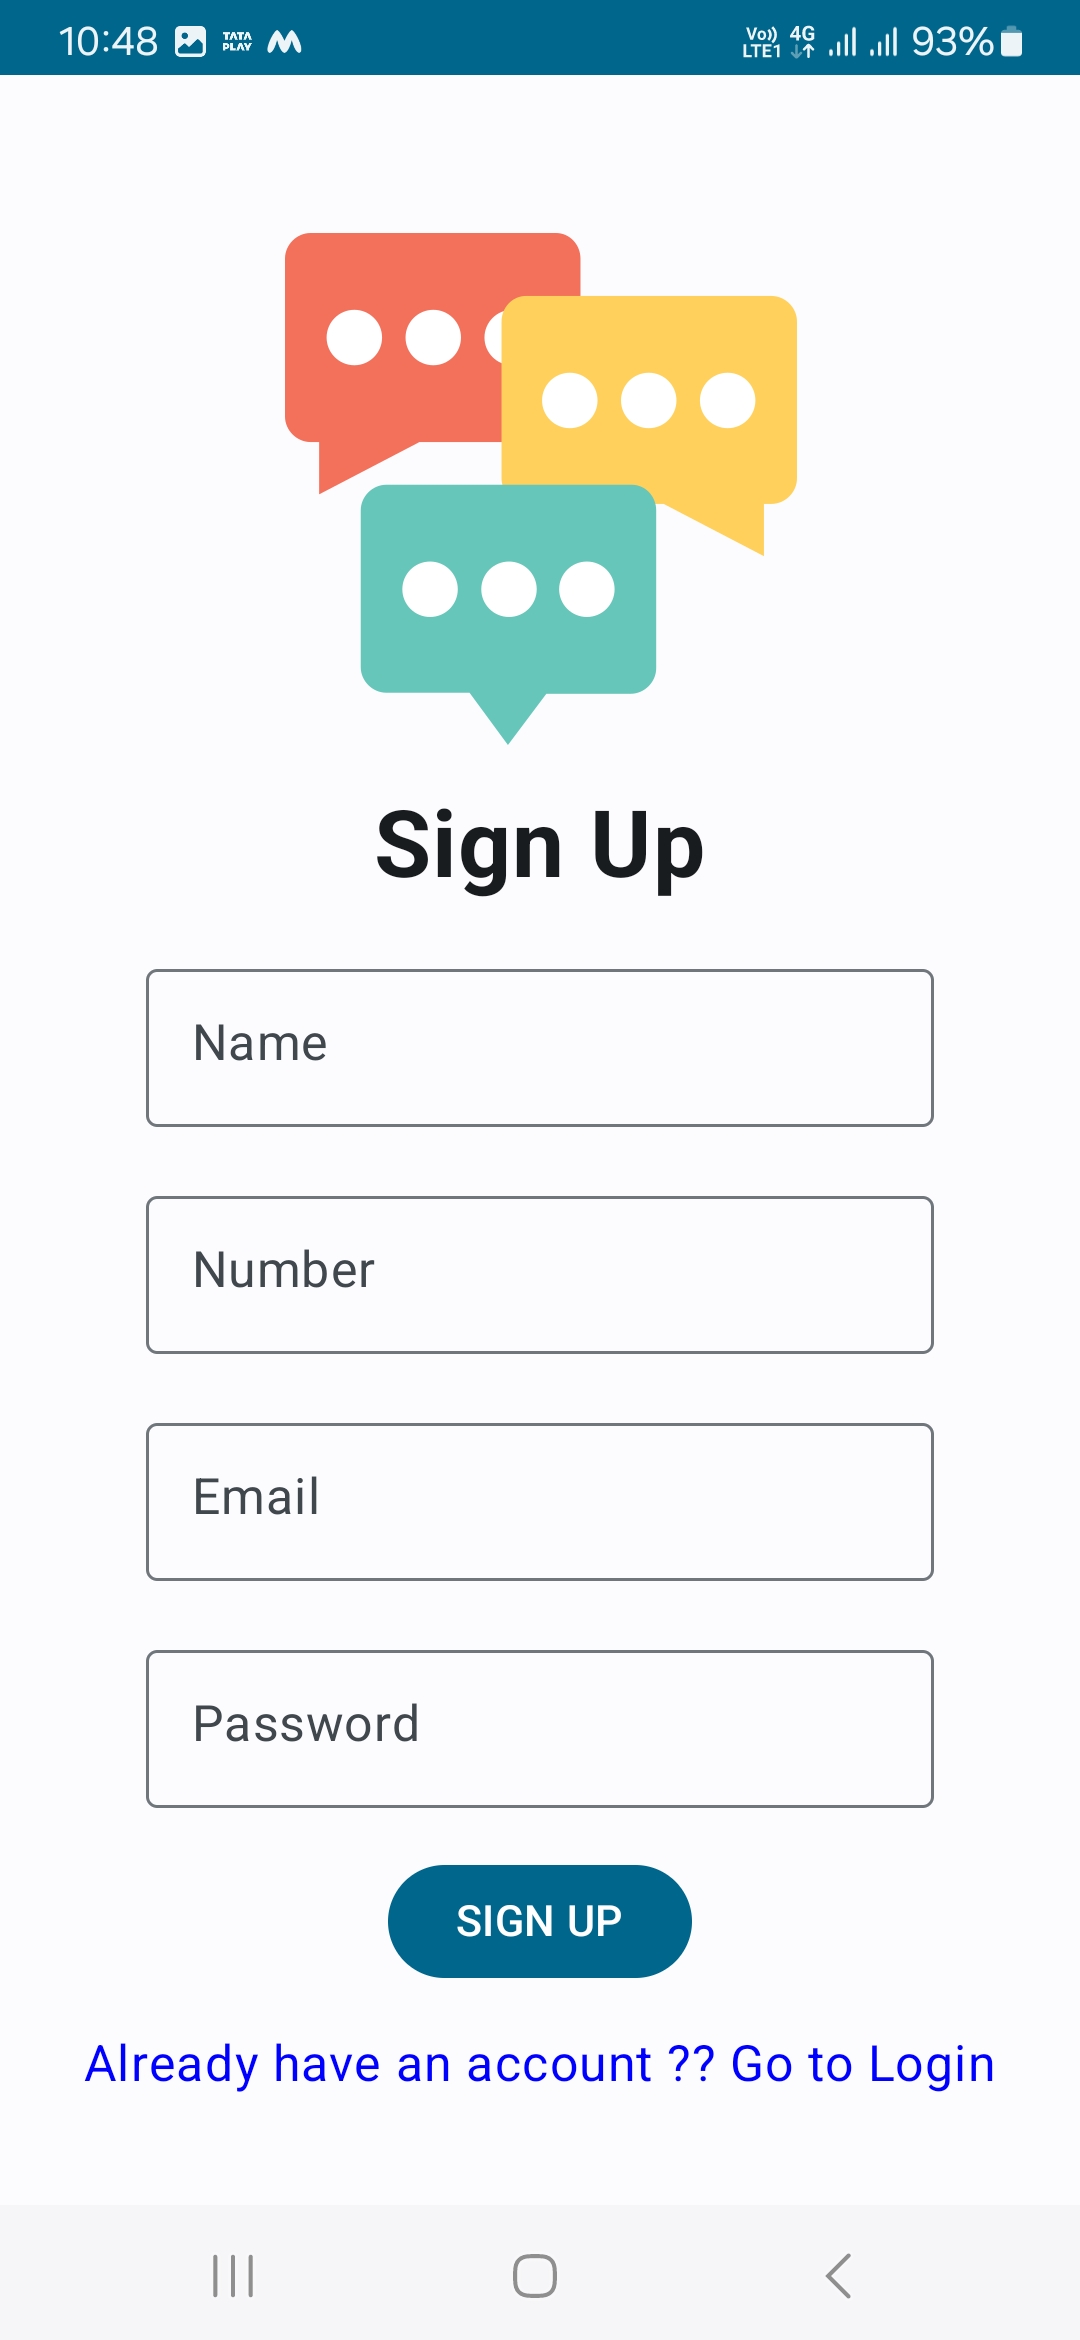 10:48 TATA PLAY Vo)) LTE1 4G 93%
Sign Up
Name
Number
Email
Password
SIGN UP
Already have an account ?? Go to Login